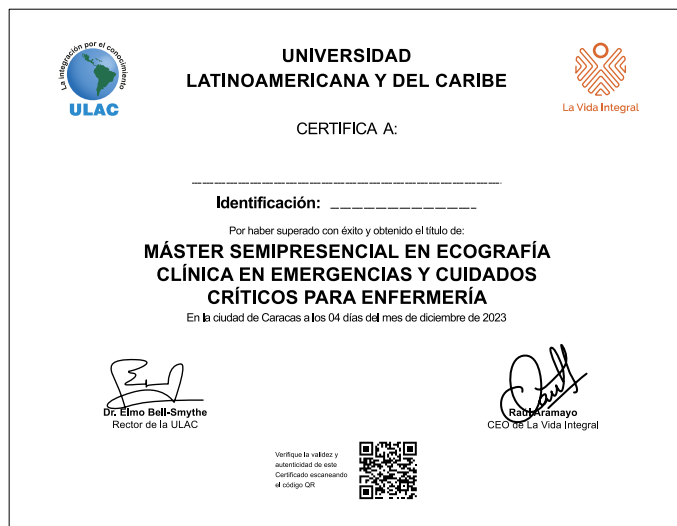 La integración por el conocimiento
ULAC
UNIVERSIDAD
LATINOAMERICANA Y DEL CARIBE
La Vida Integral
CERTIFICA A:
Identificación:
Por haber superado con éxito y obtenido el título de:
MÁSTER SEMIPRESENCIAL EN ECOGRAFÍA
CLÍNICA EN EMERGENCIAS Y CUIDADOS
CRÍTICOS PARA ENFERMERÍA
En la ciudad de Caracas a los 04 días del mes de diciembre de 2023
Dr. Elmo Bell-Smythe
Rector de la ULAC
Raúl Aramayo
CEO de La Vida Integral
Verifique la validez y
autenticidad de este
Certificado escaneando
el código QR